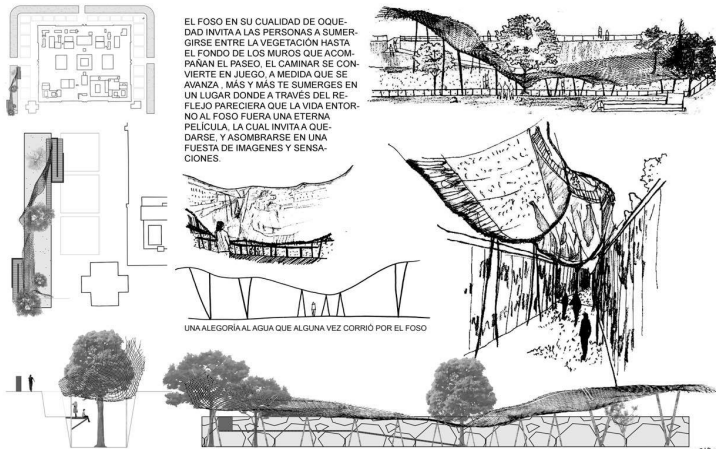 EL FOSO EN SU CUALIDAD DE OQUE-
DAD INVITA A LAS PERSONAS A SUMER-
GIRSE ENTRE LA VEGETACIÓN HASTA
EL FONDO DE LOS MUROS QUE ACOM-
PAÑAN EL PASEO, EL CAMINAR SE CON-
VIERTE EN JUEGO, A MEDIDA QUE SE
AVANZA , MÁS Y MÁS TE SUMERGES EN
UN LUGAR DONDE A TRAVÉS DEL RE-
FLEJO PARECIERA QUE LA VIDA ENTOR-
NO AL FOSO FUERA UNA ETERNA
PELÍCULA, LA CUAL INVITA A QUE-
DARSE, Y ASOMBRARSE EN UNA
FUESTA DE IMAGENES Y SENSA-
CIONES.
UNA ALEGORÍA AL AGUA QUE ALGUNA VEZ CORRIÓ POR EL FOSO